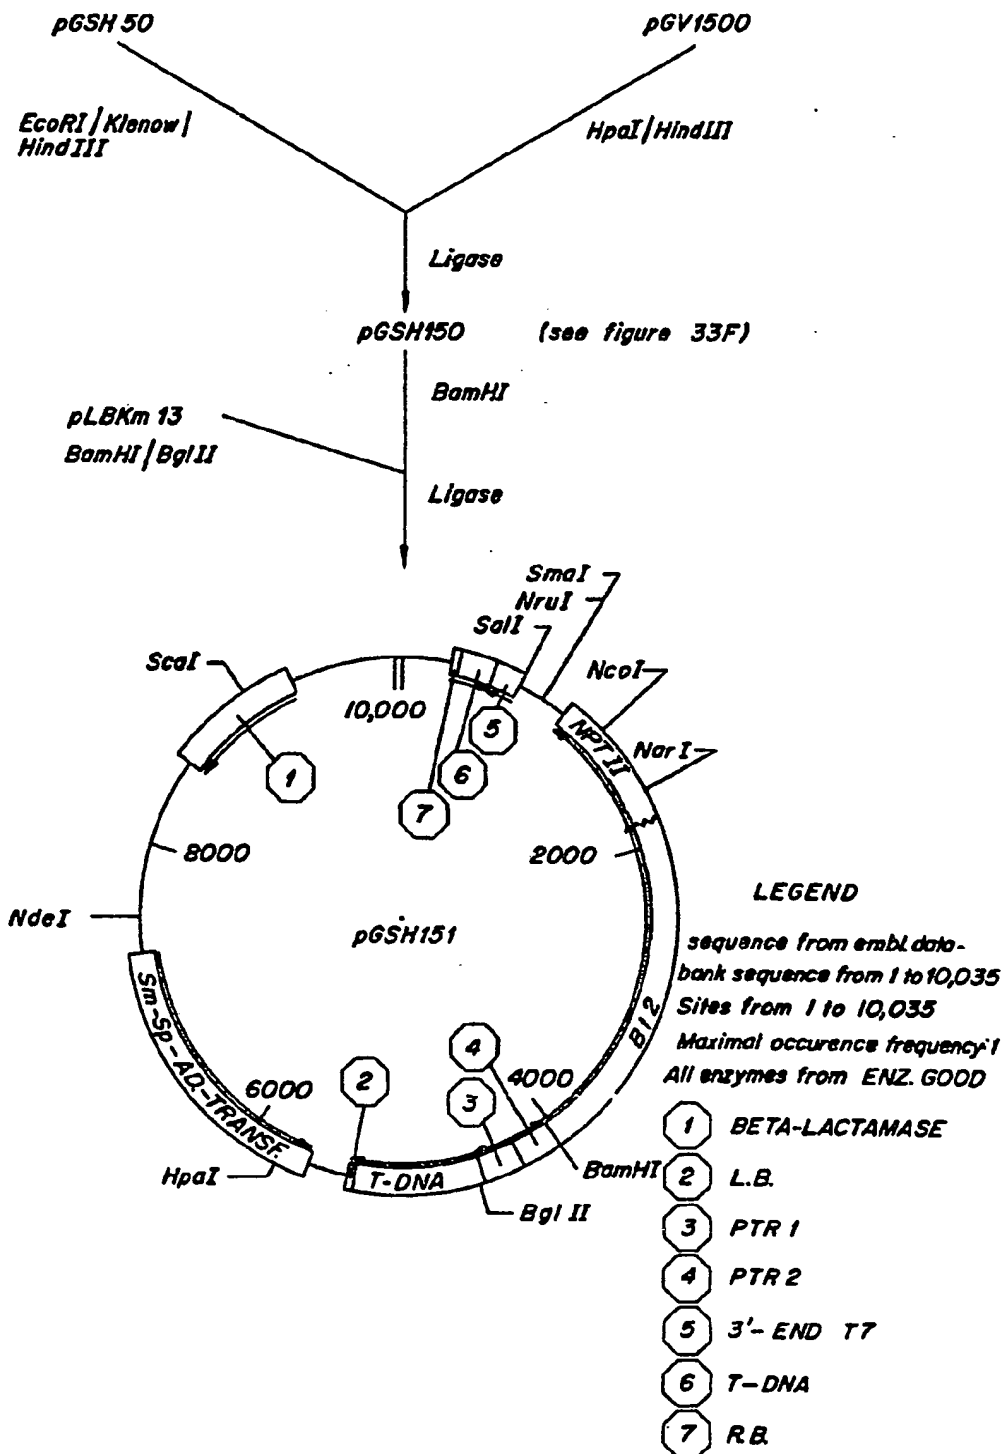 pGSH 50
pGV1500
EcoRI/Klenow/
HindIII
HpaI/HindIII
Ligase
pGSH150 (see figure 33F)
BamHI
pLBKm 13
BamHI/BglII
Ligase
SmaI
NruI
SalI
ScaI
NcoI
10,000
5
NPTII
NarI
1
6
7
8000
2000
LEGEND
NdeI
pGSH151
sequence from embl data-
bank sequence from 1 to 10,035
Sites from 1 to 10,035
Maximal occurence frequency:1
All enzymes from ENZ. GOOD
Bt2
Sm-Sp-AD-TRANSF.
4
4000
6000
2
3
1 BETA-LACTAMASE
HpaI
T-DNA
BamHI
Bgl II
2 L.B.
3 PTR 1
4 PTR 2
5 3'-END T7
6 T-DNA
7 R.B.